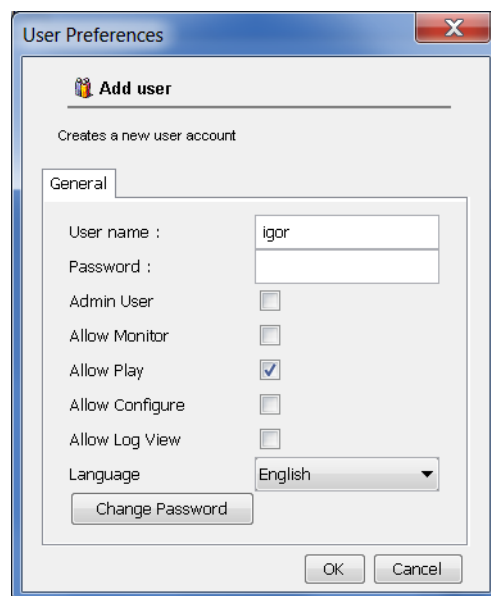 User Preferences
Add user
Creates a new user account
General
User name :
igor
Password :
Admin User
Allow Monitor
Allow Play
Allow Configure
Allow Log View
Language
English
Change Password
OK
Cancel